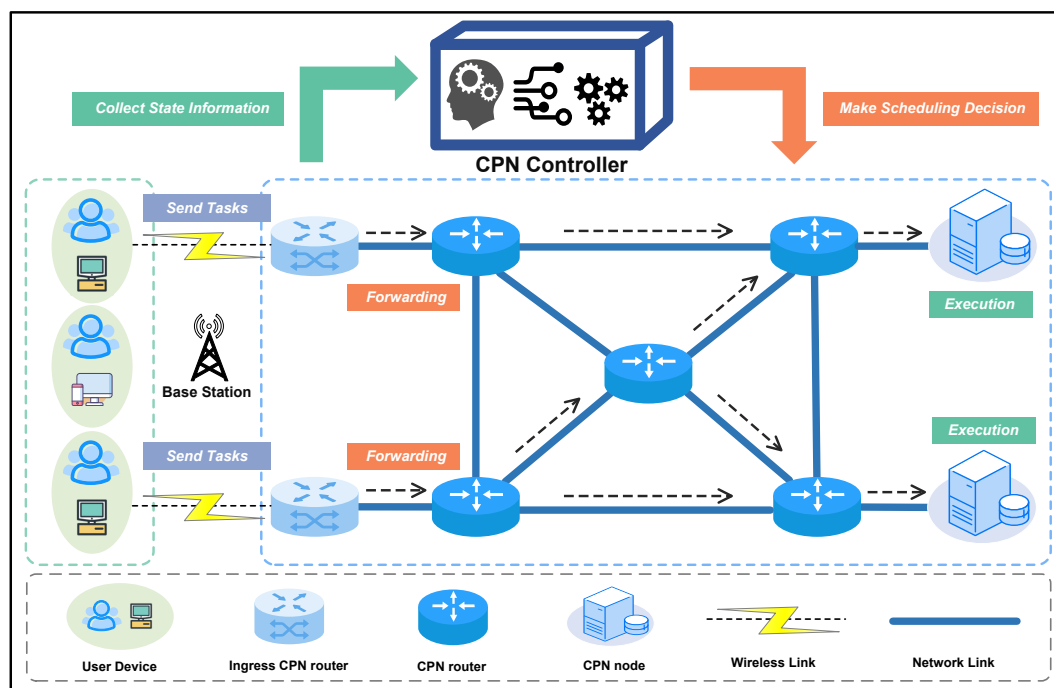 Collect State Information
Make Scheduling Decision
CPN Controller
Send Tasks
Forwarding
Execution
Base Station
Send Tasks
Forwarding
Execution
User Device
Ingress CPN router
CPN router
CPN node
Wireless Link
Network Link